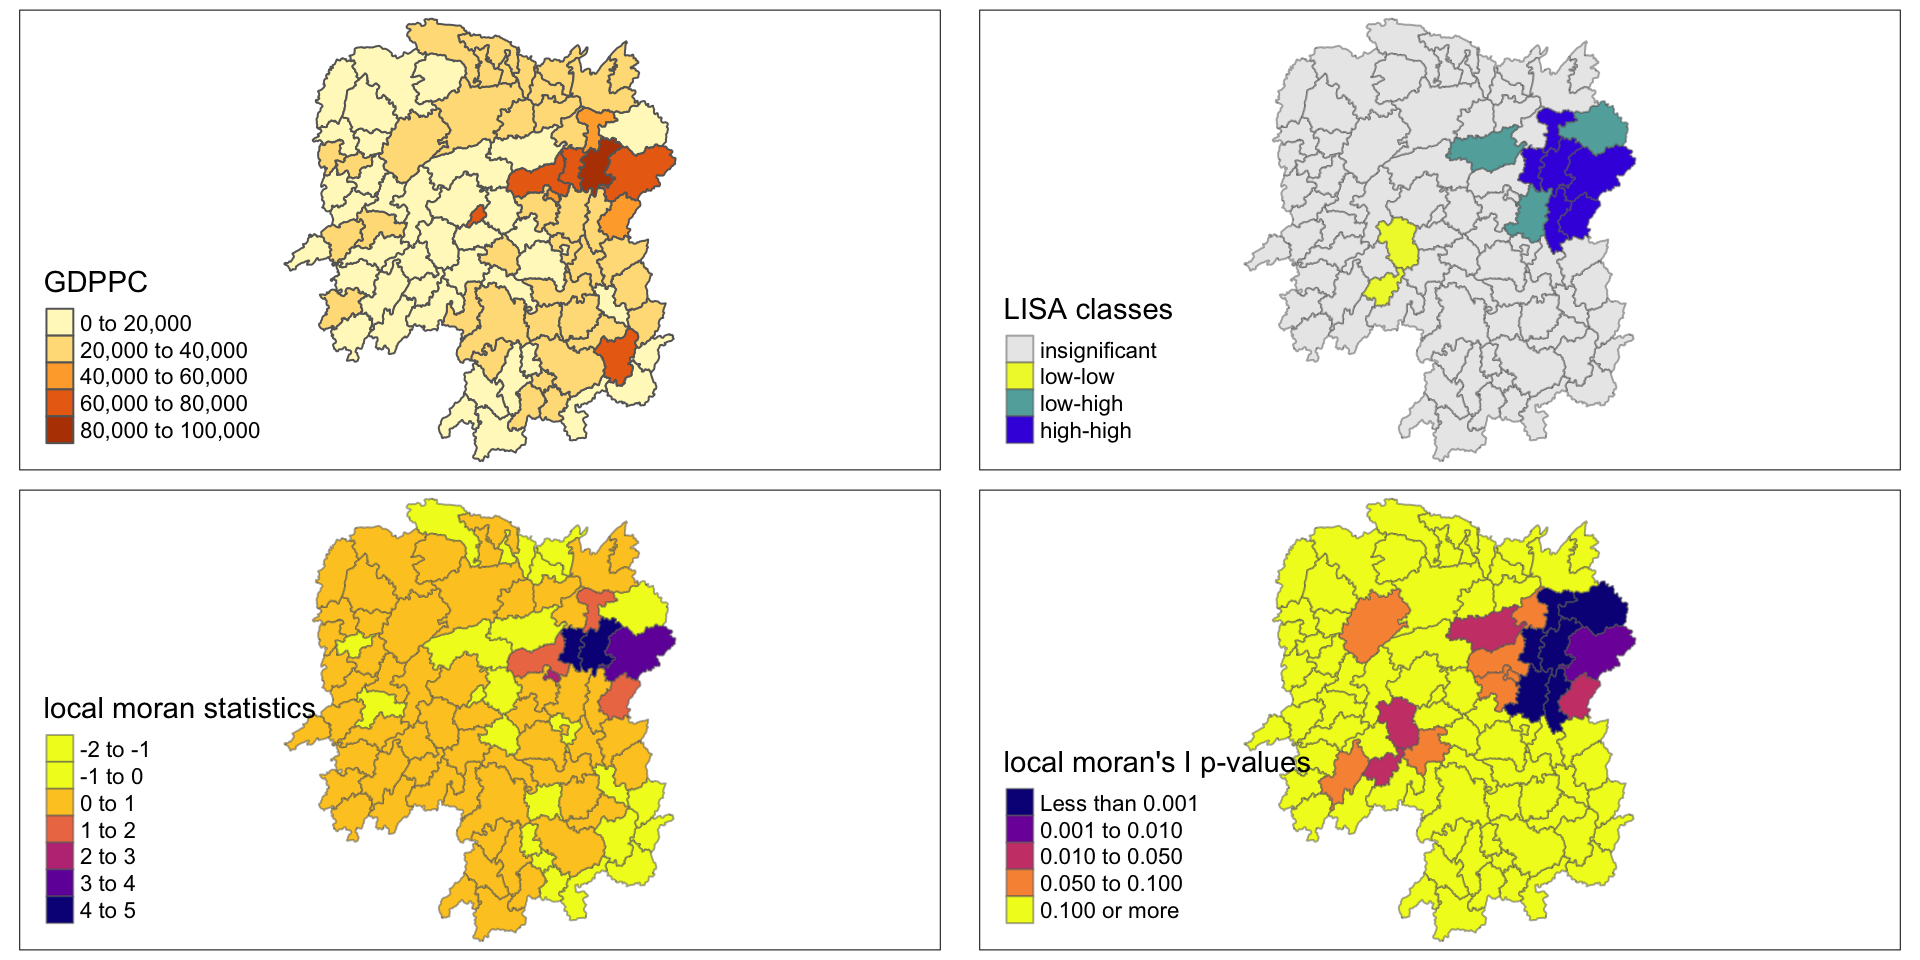 GDPPC
0 to 20,000
20,000 to 40,000
40,000 to 60,000
60,000 to 80,000
80,000 to 100,000
LISA classes
insignificant
low-low
low-high
high-high
local moran statistics
-2 to -1
-1 to 0
0 to 1
1 to 2
2 to 3
3 to 4
4 to 5
local moran's I p-values
Less than 0.001
0.001 to 0.010
0.010 to 0.050
0.050 to 0.100
0.100 or more